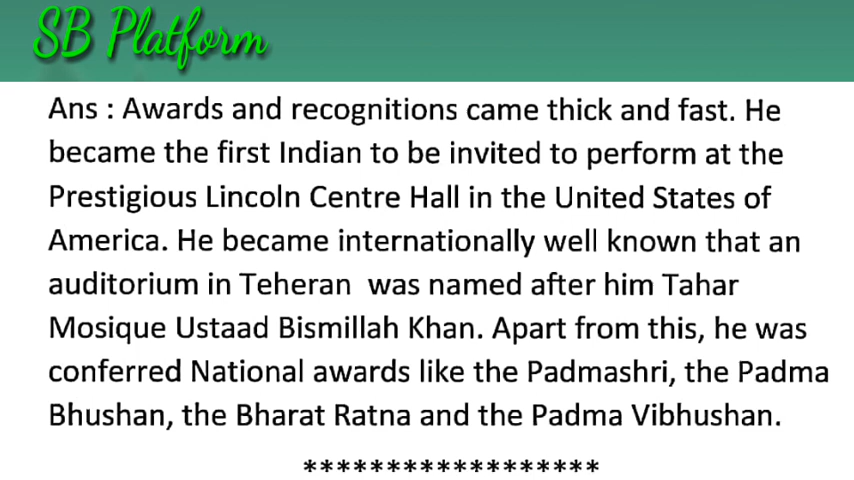 SB Platform
Ans : Awards and recognitions came thick and fast. He
became the first Indian to be invited to perform at the
Prestigious Lincoln Centre Hall in the United States of
America. He became internationally well known that an
auditorium in Teheran  was named after him Tahar
Mosique Ustaad Bismillah Khan. Apart from this, he was
conferred National awards like the Padmashri, the Padma
Bhushan, the Bharat Ratna and the Padma Vibhushan.
*******************